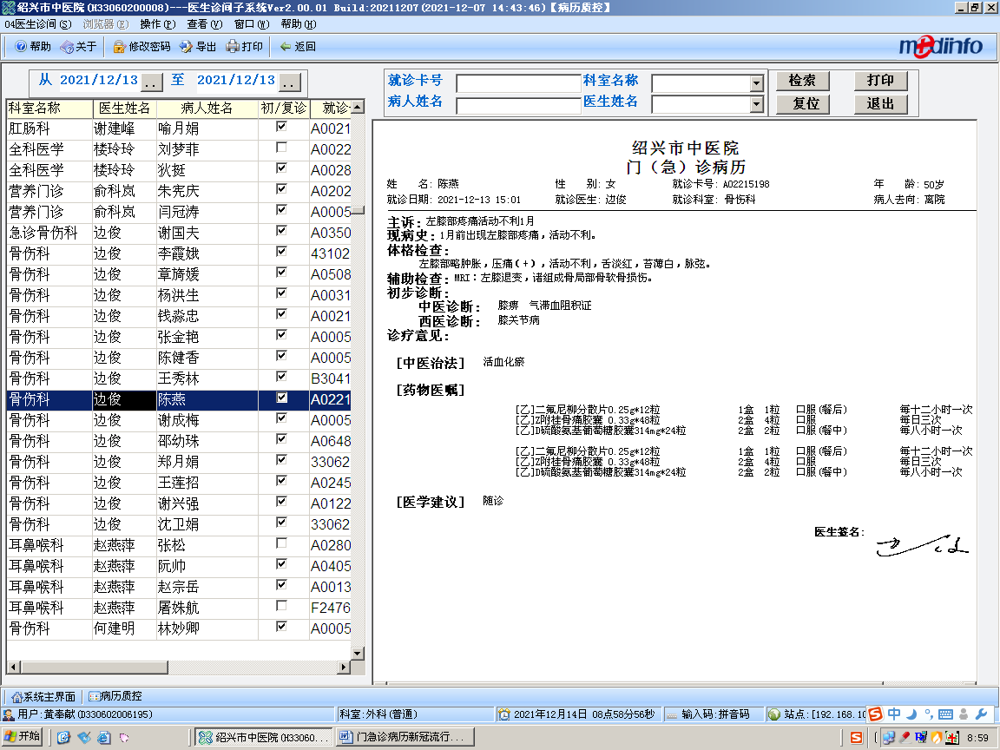 绍兴市中医院(H33060200008)---医生诊间子系统Ver2.00.01 Build:20211207(2021-12-07 14:43:46)【病历质控】
04医生诊间(S) 浏览器(E) 操作(P) 查看(V) 窗口(W) 帮助(H)
帮助 关于 修改密码 导出 打印 返回 medinfo
从 2021/12/13 .. 至 2021/12/13 ..
就诊卡号 科室名称 检索 打印
病人姓名 医生姓名 复位 退出
科室名称 医生姓名 病人姓名 初/复诊 就诊
肛肠科 谢建峰 喻月娟 A0021
全科医学 楼玲玲 刘梦菲 A0022
全科医学 楼玲玲 狄挺 A0028
营养门诊 俞科岚 朱宪庆 A0202
营养门诊 俞科岚 闫冠涛 A0005
急诊骨伤科 边俊 谢国夫 A0350
骨伤科 边俊 李霞娥 43102
骨伤科 边俊 章旖媛 A0508
骨伤科 边俊 杨洪生 A0031
骨伤科 边俊 钱淼忠 A0021
骨伤科 边俊 张金艳 A0005
骨伤科 边俊 陈健香 A0005
骨伤科 边俊 王秀林 B3041
骨伤科 边俊 陈燕 A0221
骨伤科 边俊 谢成梅 A0005
骨伤科 边俊 邵幼珠 A0648
骨伤科 边俊 郑月娟 33062
骨伤科 边俊 王莲招 A0245
骨伤科 边俊 谢兴强 A0122
骨伤科 边俊 沈卫娟 33062
耳鼻喉科 赵燕萍 张松 A0280
耳鼻喉科 赵燕萍 阮帅 A0405
耳鼻喉科 赵燕萍 赵宗岳 A0013
耳鼻喉科 赵燕萍 屠姝航 F2476
骨伤科 何建明 林妙卿 A0005
绍兴市中医院
门（急）诊病历
姓 名: 陈燕 性 别: 女 就诊卡号: A02215198 年 龄: 50岁
就诊日期: 2021-12-13 15:01 就诊医生: 边俊 就诊科室: 骨伤科 病人去向: 离院
主诉: 左膝部疼痛活动不利1月
现病史: 1月前出现左膝部疼痛,活动不利。
体格检查:
左膝部略肿胀,压痛(+),活动不利,舌淡红,苔薄白,脉弦。
辅助检查: MRI:左膝退变,诸组成骨局部骨软骨损伤。
初步诊断:
中医诊断: 膝痹 气滞血阻积证
西医诊断: 膝关节病
诊疗意见:
[中医治法] 活血化瘀
[药物医嘱]
[乙]二氟尼柳分散片0.25g*12粒 1盒 1粒 口服(餐后) 每十二小时一次
[乙]Z附桂骨痛胶囊 0.33g*48粒 2盒 4粒 口服 每日三次
[乙]D硫酸氨基葡萄糖胶囊314mg*24粒 2盒 2粒 口服(餐中) 每八小时一次
[乙]二氟尼柳分散片0.25g*12粒 1盒 1粒 口服(餐后) 每十二小时一次
[乙]Z附桂骨痛胶囊 0.33g*48粒 2盒 4粒 口服 每日三次
[乙]D硫酸氨基葡萄糖胶囊314mg*24粒 2盒 2粒 口服(餐中) 每八小时一次
[医学建议] 随诊
医生签名: 边俊
系统主界面 病历质控
用户:黄奉献(D330602006195) 科室:外科(普通) 2021年12月14日 08点58分56秒 输入码:拼音码 站点:[192.168.10 中
开始 绍兴市中医院(H33060... 门急诊病历新冠流行... 8:59